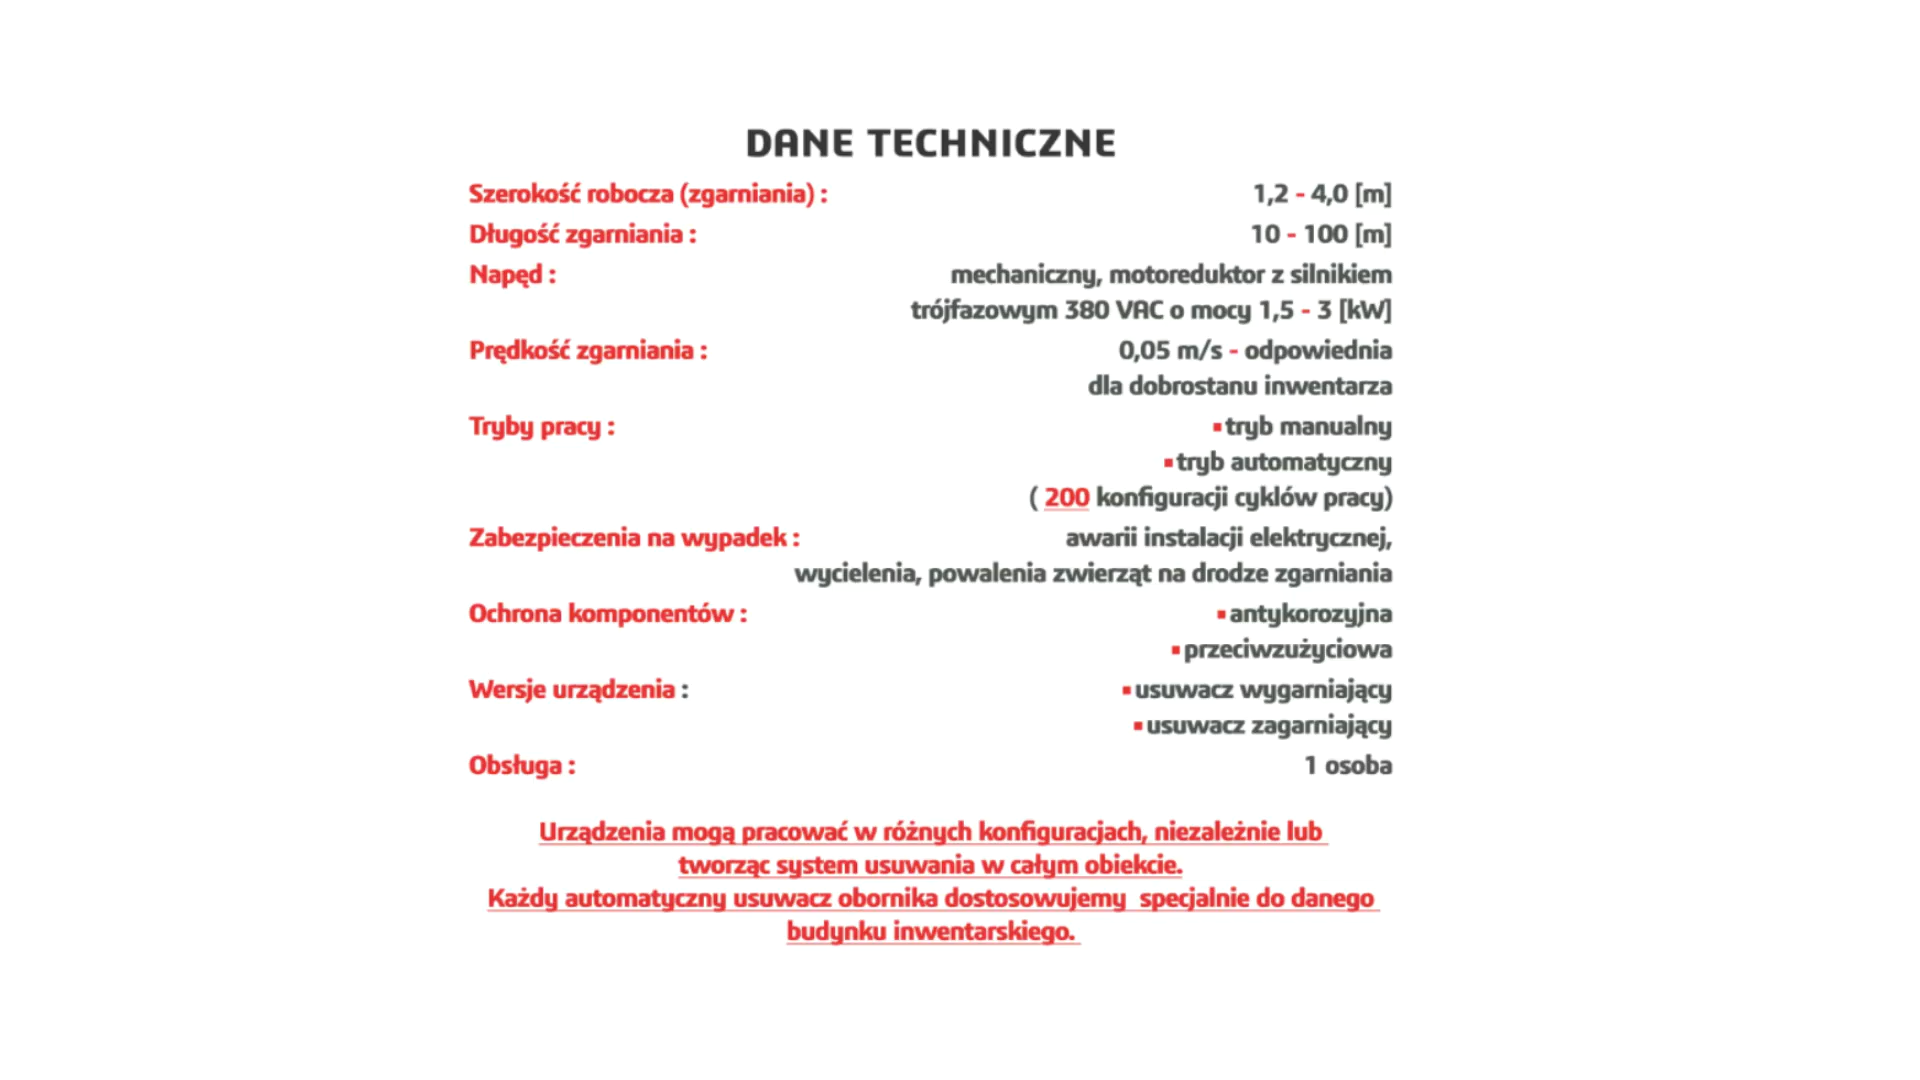 DANE TECHNICZNE
Szerokość robocza (zgarniania) : 1,2 - 4,0 [m]
Długość zgarniania : 10 - 100 [m]
Napęd : mechaniczny, motoreduktor z silnikiem
trójfazowym 380 VAC o mocy 1,5 - 3 [kW]
Prędkość zgarniania : 0,05 m/s - odpowiednia
dla dobrostanu inwentarza
Tryby pracy : ▪tryb manualny
▪tryb automatyczny
( 200 konfiguracji cyklów pracy)
Zabezpieczenia na wypadek : awarii instalacji elektrycznej,
wycielenia, powalenia zwierząt na drodze zgarniania
Ochrona komponentów : ▪antykorozyjna
▪przeciwzużyciowa
Wersje urządzenia : ▪usuwacz wygarniający
▪usuwacz zagarniający
Obsługa : 1 osoba
Urządzenia mogą pracować w różnych konfiguracjach, niezależnie lub
tworząc system usuwania w całym obiekcie.
Każdy automatyczny usuwacz obornika dostosowujemy  specjalnie do danego
budynku inwentarskiego.